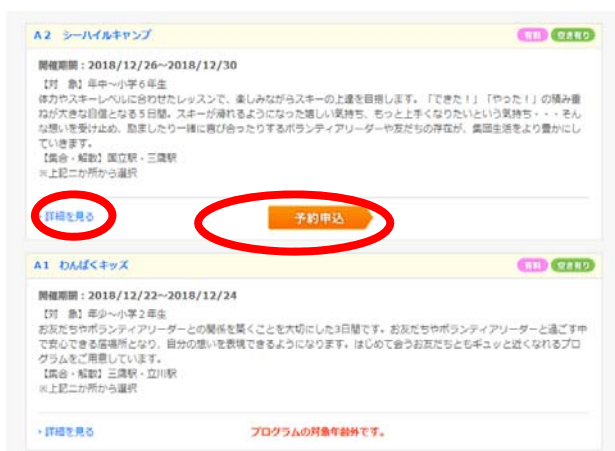 A2 シーハイルキャンプ
有料 空き有り
開催期間：2018/12/26～2018/12/30
【対　象】年中～小学６年生
体力やスキーレベルに合わせたレッスンで、楽しみながらスキーの上達を目指します。「できた！」「やった！」の積み重
ねが大きな自信となる５日間。スキーが滑れるようになった嬉しい気持ち、もっと上手くなりたいという気持ち・・・そん
な想いを受け止め、励ましたり一緒に喜び合ったりするボランティアリーダーや友だちの存在が、集団生活をより豊かにし
ていきます。
【集合・解散】国立駅・三鷹駅
※上記二か所から選択
詳細を見る
予約申込
A1 わんぱくキッズ
有料 空き有り
開催期間：2018/12/22～2018/12/24
【対　象】年少～小学２年生
お友だちやボランティアリーダーとの関係を築くことを大切にした3日間です。お友だちやボランティアリーダーと過ごす中
で安心できる居場所となり、自分の想いを表現できるようになります。はじめて会うお友だちともギュッと近くなれるプロ
グラムをご用意しています。
【集合・解散】三鷹駅・立川駅
※上記二か所から選択
詳細を見る
プログラムの対象年齢外です。